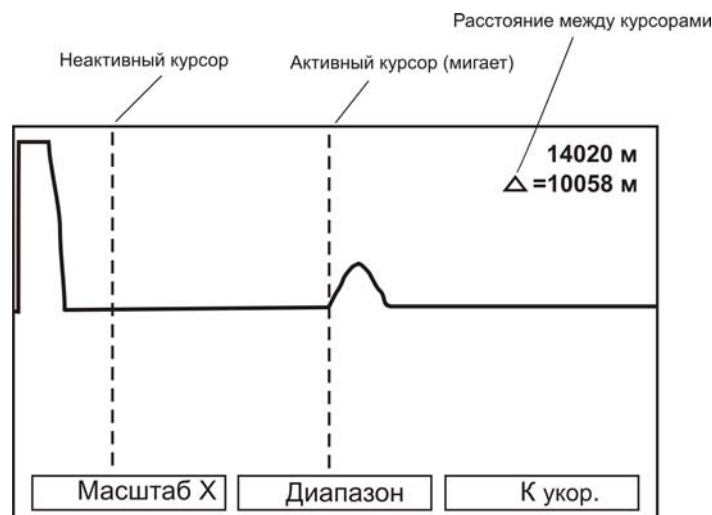 Расстояние между курсорами
Неактивный курсор
Активный курсор (мигает)
14020 м
△ =10058 м
Масштаб X
Диапазон
К укор.